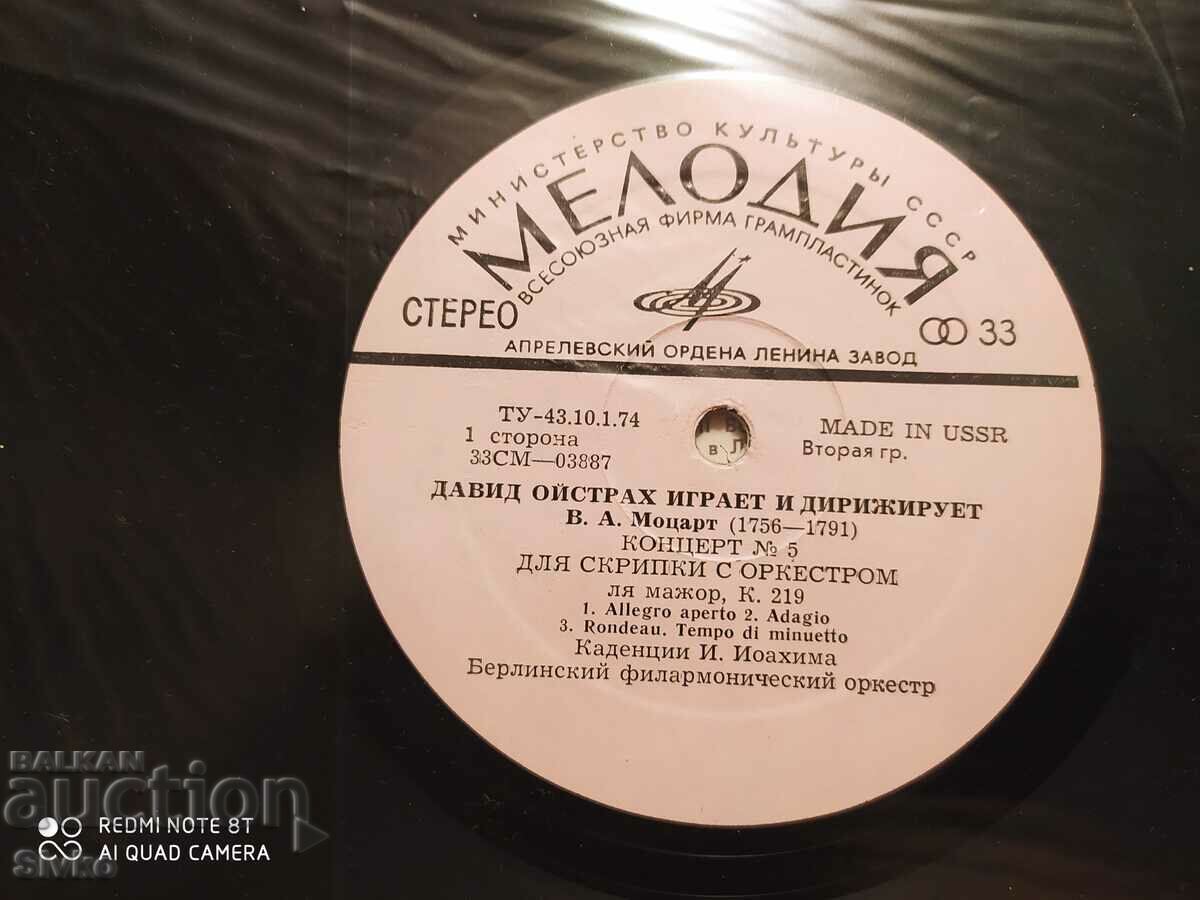 МИНИСТЕРСТВО КУЛЬТУРЫ СССР
МЕЛОДИЯ
ВСЕСОЮЗНАЯ ФИРМА ГРАМПЛАСТИНОК
СТЕРЕО
33
АПРЕЛЕВСКИЙ ОРДЕНА ЛЕНИНА ЗАВОД
ТУ-43.10.1.74
1 сторона
33СМ—03887
MADE IN USSR
Вторая гр.
ДАВИД ОЙСТРАХ ИГРАЕТ И ДИРИЖИРУЕТ
В. А. Моцарт (1756—1791)
КОНЦЕРТ № 5
ДЛЯ СКРИПКИ С ОРКЕСТРОМ
ля мажор, К. 219
1. Allegro aperto 2. Adagio
3. Rondeau. Tempo di minuetto
Каденции И. Иоахима
Берлинский филармонический оркестр
BALKAN
auction
REDMI NOTE 8T
AI QUAD CAMERA
Sivko